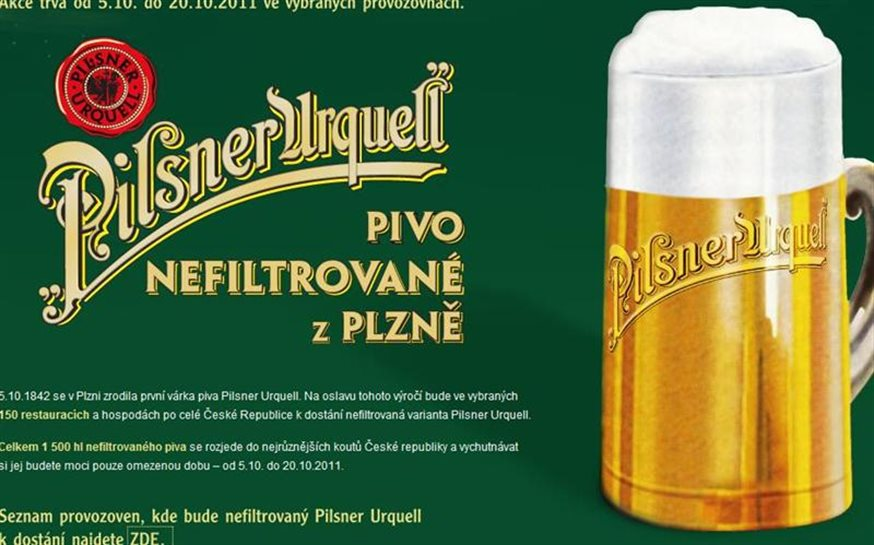 Akce trvá od 5.10. do 20.10.2011 ve vybraných provozovnách.
PILSNER URQUELL
„Pilsner Urquell”
PIVO
NEFILTROVANÉ
z PLZNĚ
Pilsner Urquell
5.10.1842 se v Plzni zrodila první várka piva Pilsner Urquell. Na oslavu tohoto výročí bude ve vybraných
150 restauracích a hospodách po celé České Republice k dostání nefiltrovaná varianta Pilsner Urquell.
Celkem 1 500 hl nefiltrovaného piva se rozjede do nejrůznějších koutů České republiky a vychutnávat
si jej budete moci pouze omezenou dobu – od 5.10. do 20.10.2011.
Seznam provozoven, kde bude nefiltrovaný Pilsner Urquell
k dostání najdete ZDE.